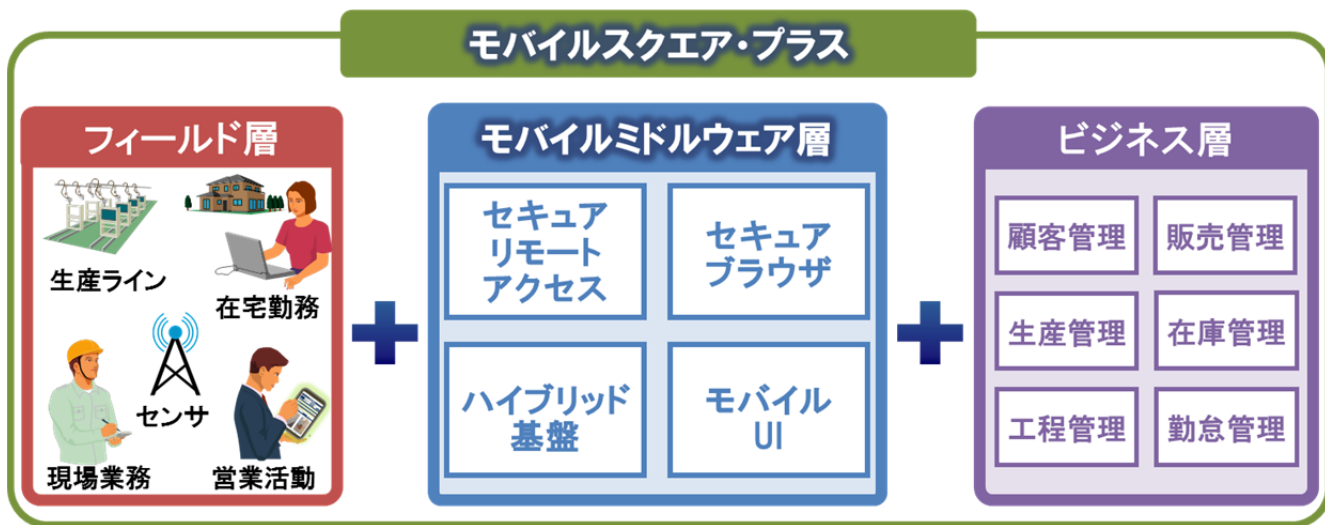 モバイルスクエア・プラス
フィールド層
生産ライン
在宅勤務
センサ
現場業務
営業活動
モバイルミドルウェア層
セキュア
リモート
アクセス
セキュア
ブラウザ
ハイブリッド
基盤
モバイル
UI
ビジネス層
顧客管理
販売管理
生産管理
在庫管理
工程管理
勤怠管理